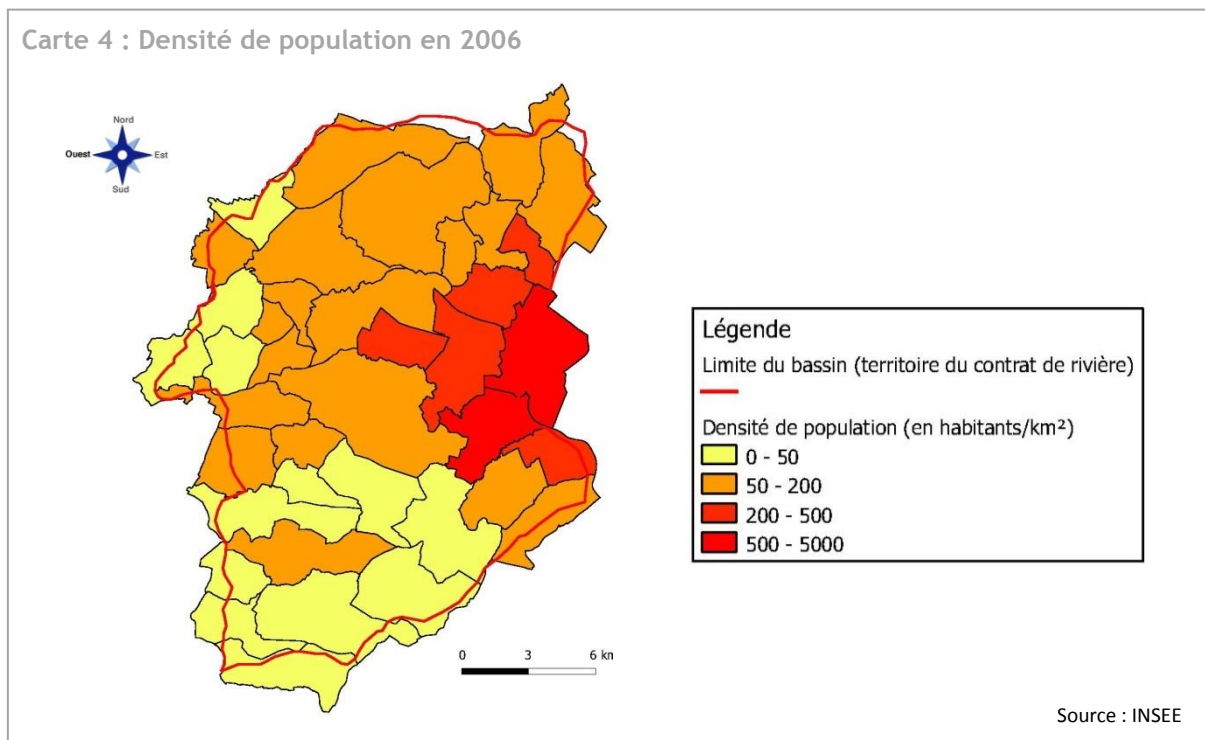 Carte 4 : Densité de population en 2006
Nord
Ouest
Est
Sud
Légende
Limite du bassin (territoire du contrat de rivière)
Densité de population (en habitants/km²)
0 - 50
50 - 200
200 - 500
500 - 5000
0 3 6 km
Source : INSEE